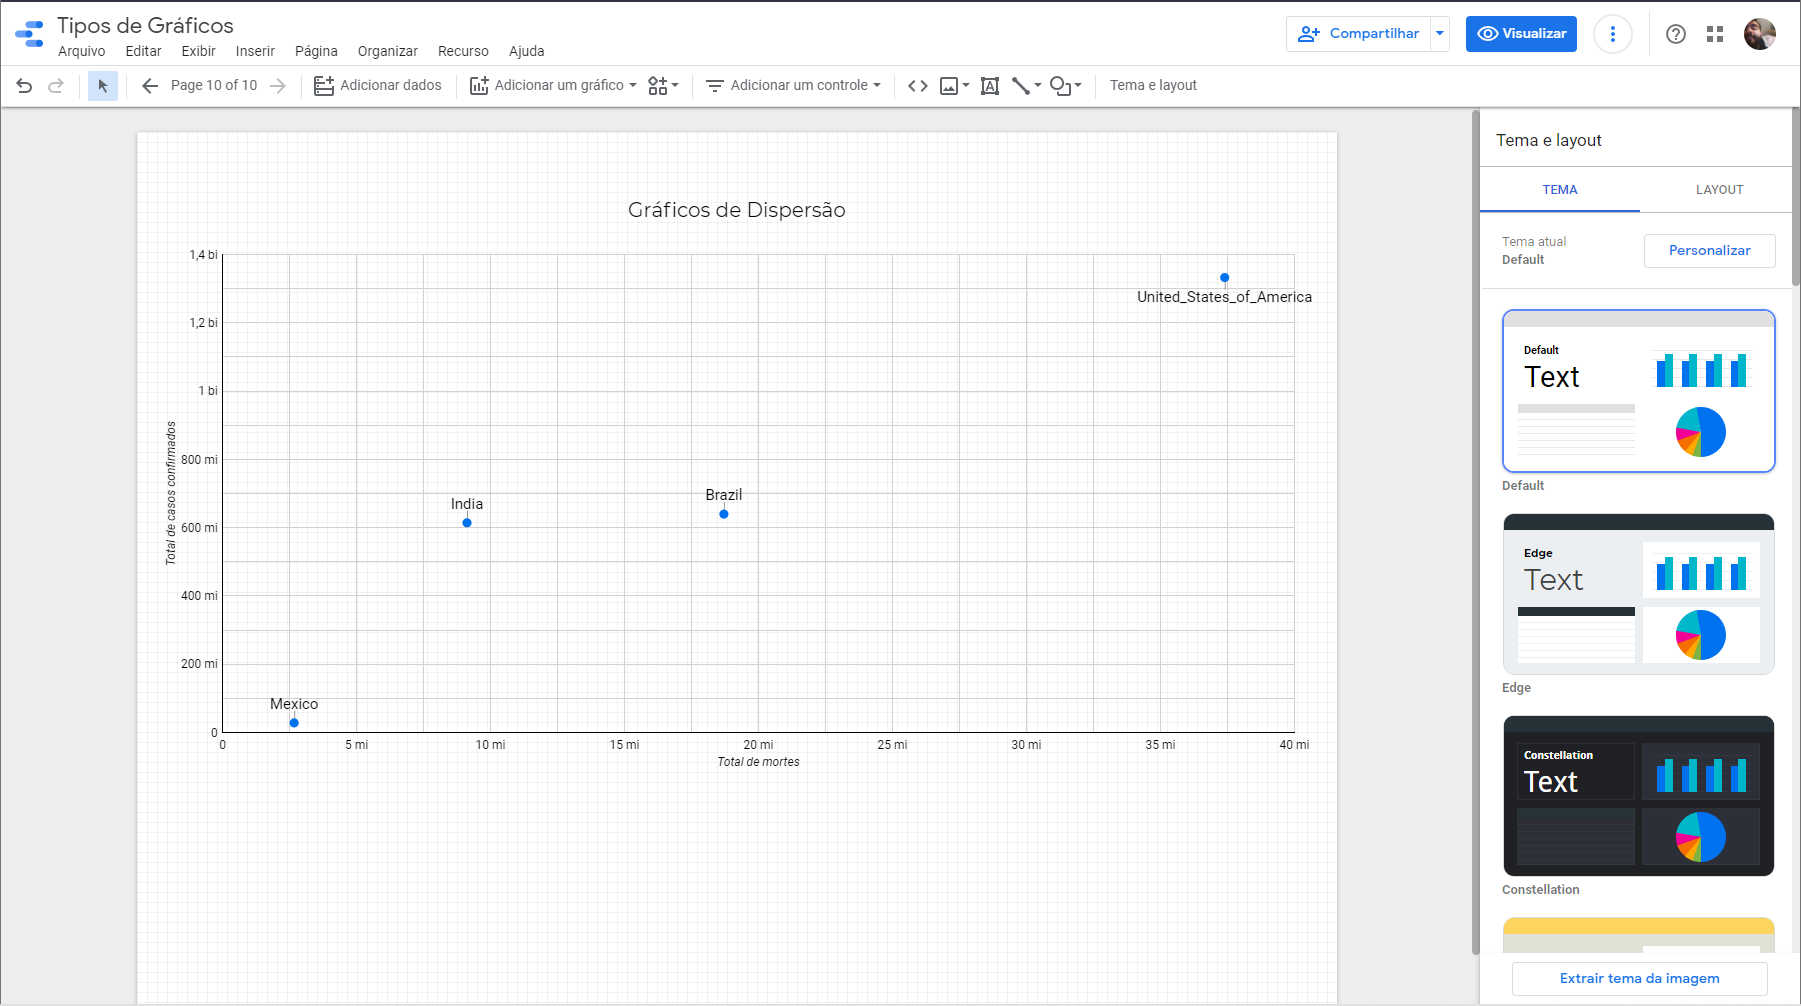 Tipos de Gráficos
Arquivo Editar Exibir Inserir Página Organizar Recurso Ajuda
Compartilhar
Visualizar
Page 10 of 10
Adicionar dados
Adicionar um gráfico
Adicionar um controle
Tema e layout
Gráficos de Dispersão
1,4 bi
1,2 bi
1 bi
800 mi
600 mi
400 mi
200 mi
0
Total de casos confirmados
United_States_of_America
Brazil
India
Mexico
0 5 mi 10 mi 15 mi 20 mi 25 mi 30 mi 35 mi 40 mi
Total de mortes
Tema e layout
TEMA LAYOUT
Tema atual
Default
Personalizar
Default
Text
Default
Edge
Text
Edge
Constellation
Text
Constellation
Extrair tema da imagem